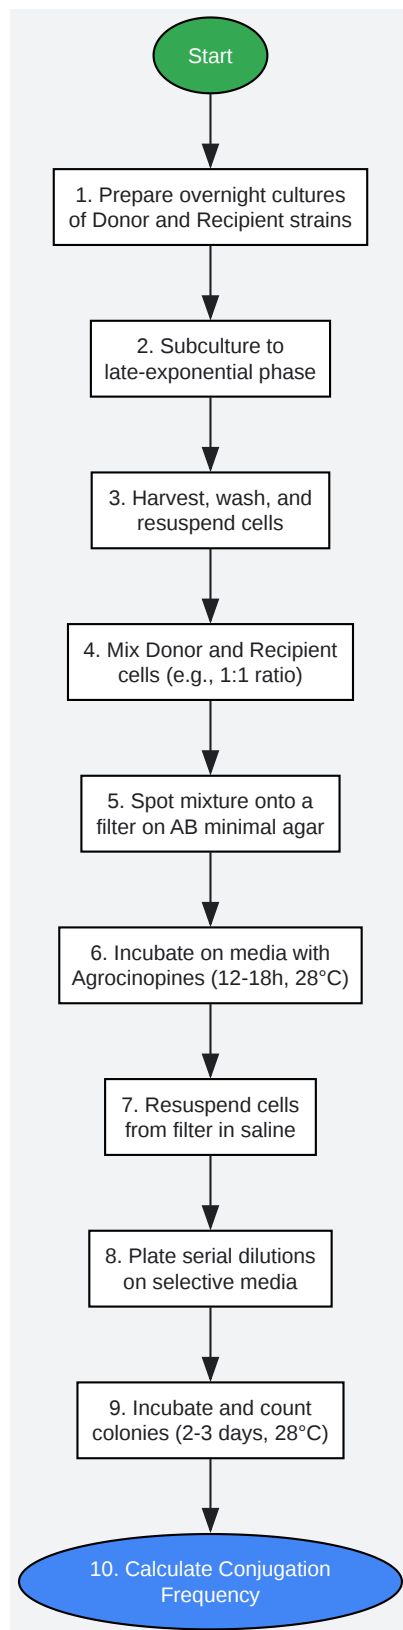 Start
1. Prepare overnight cultures
of Donor and Recipient strains
2. Subculture to
late-exponential phase
3. Harvest, wash, and
resuspend cells
4. Mix Donor and Recipient
cells (e.g., 1:1 ratio)
5. Spot mixture onto a
filter on AB minimal agar
6. Incubate on media with
Agrocinopines (12-18h, 28°C)
7. Resuspend cells
from filter in saline
8. Plate serial dilutions
on selective media
9. Incubate and count
colonies (2-3 days, 28°C)
10. Calculate Conjugation
Frequency